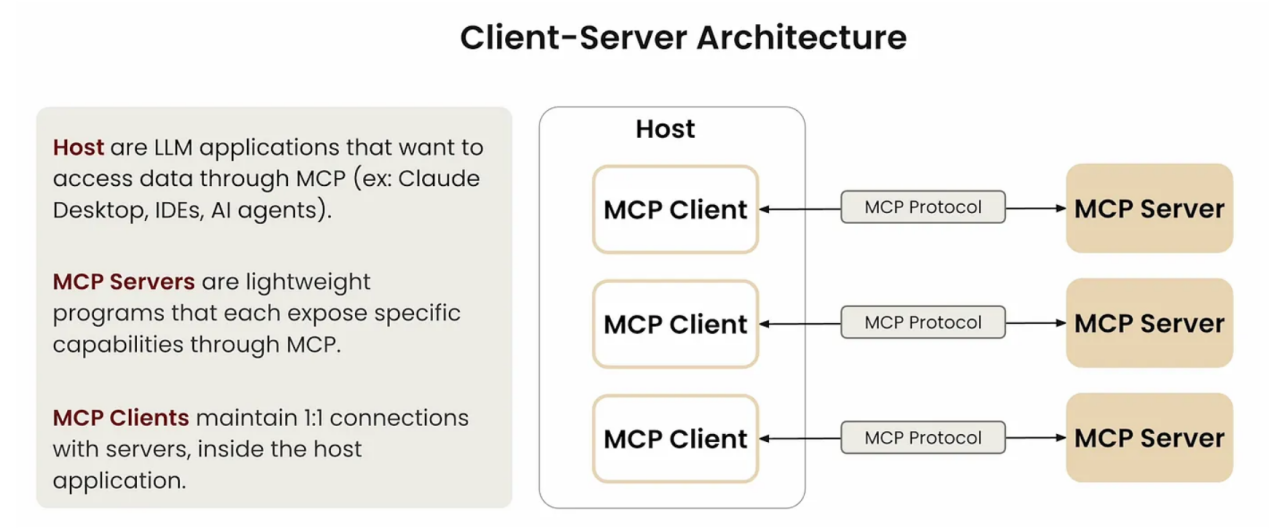 Client-Server Architecture
Host are LLM applications that want to
access data through MCP (ex: Claude
Desktop, IDEs, AI agents).
MCP Servers are lightweight
programs that each expose specific
capabilities through MCP.
MCP Clients maintain 1:1 connections
with servers, inside the host
application.
Host
MCP Client
MCP Protocol
MCP Server
MCP Client
MCP Protocol
MCP Server
MCP Client
MCP Protocol
MCP Server